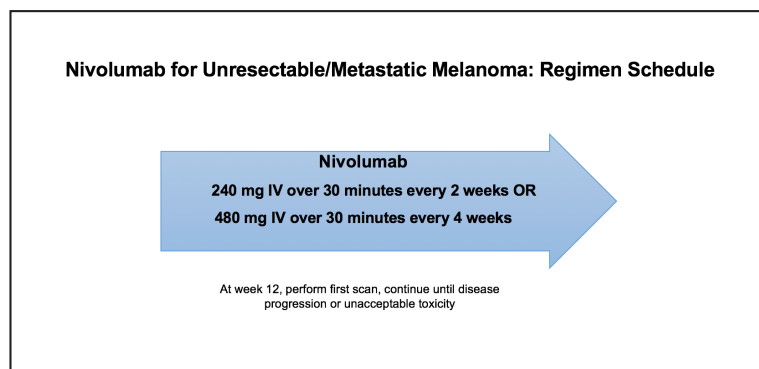 Nivolumab for Unresectable/Metastatic Melanoma: Regimen Schedule
Nivolumab
240 mg IV over 30 minutes every 2 weeks OR
480 mg IV over 30 minutes every 4 weeks
At week 12, perform first scan, continue until disease
progression or unacceptable toxicity